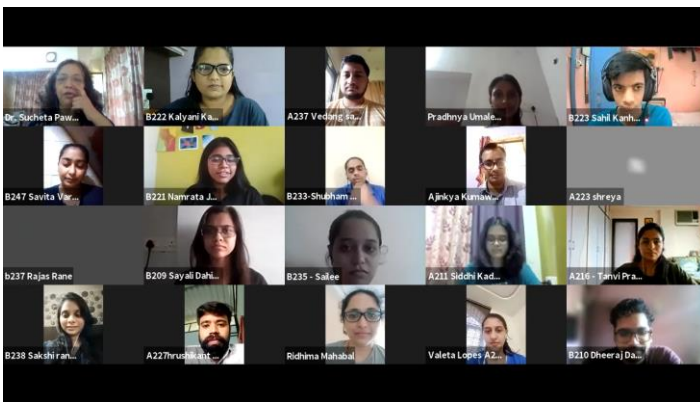 Dr. Sucheta Paw...
B222 Kalyani Ka...
A237 Vedang sa...
Pradhnya Umale...
B223 Sahil Kanh...
B247 Savita Var...
B221 Namrata J...
B233-Shubham ...
Ajinkya Kumaw...
A223 shreya
b237 Rajas Rane
B209 Sayali Dahi...
B235 - Sailee
A211 Siddhi Kad...
A216 - Tanvi Pra...
B238 Sakshi ran...
A227hrushikant ...
Ridhima Mahabal
Valeta Lopes A2...
B210 Dheeraj Da...